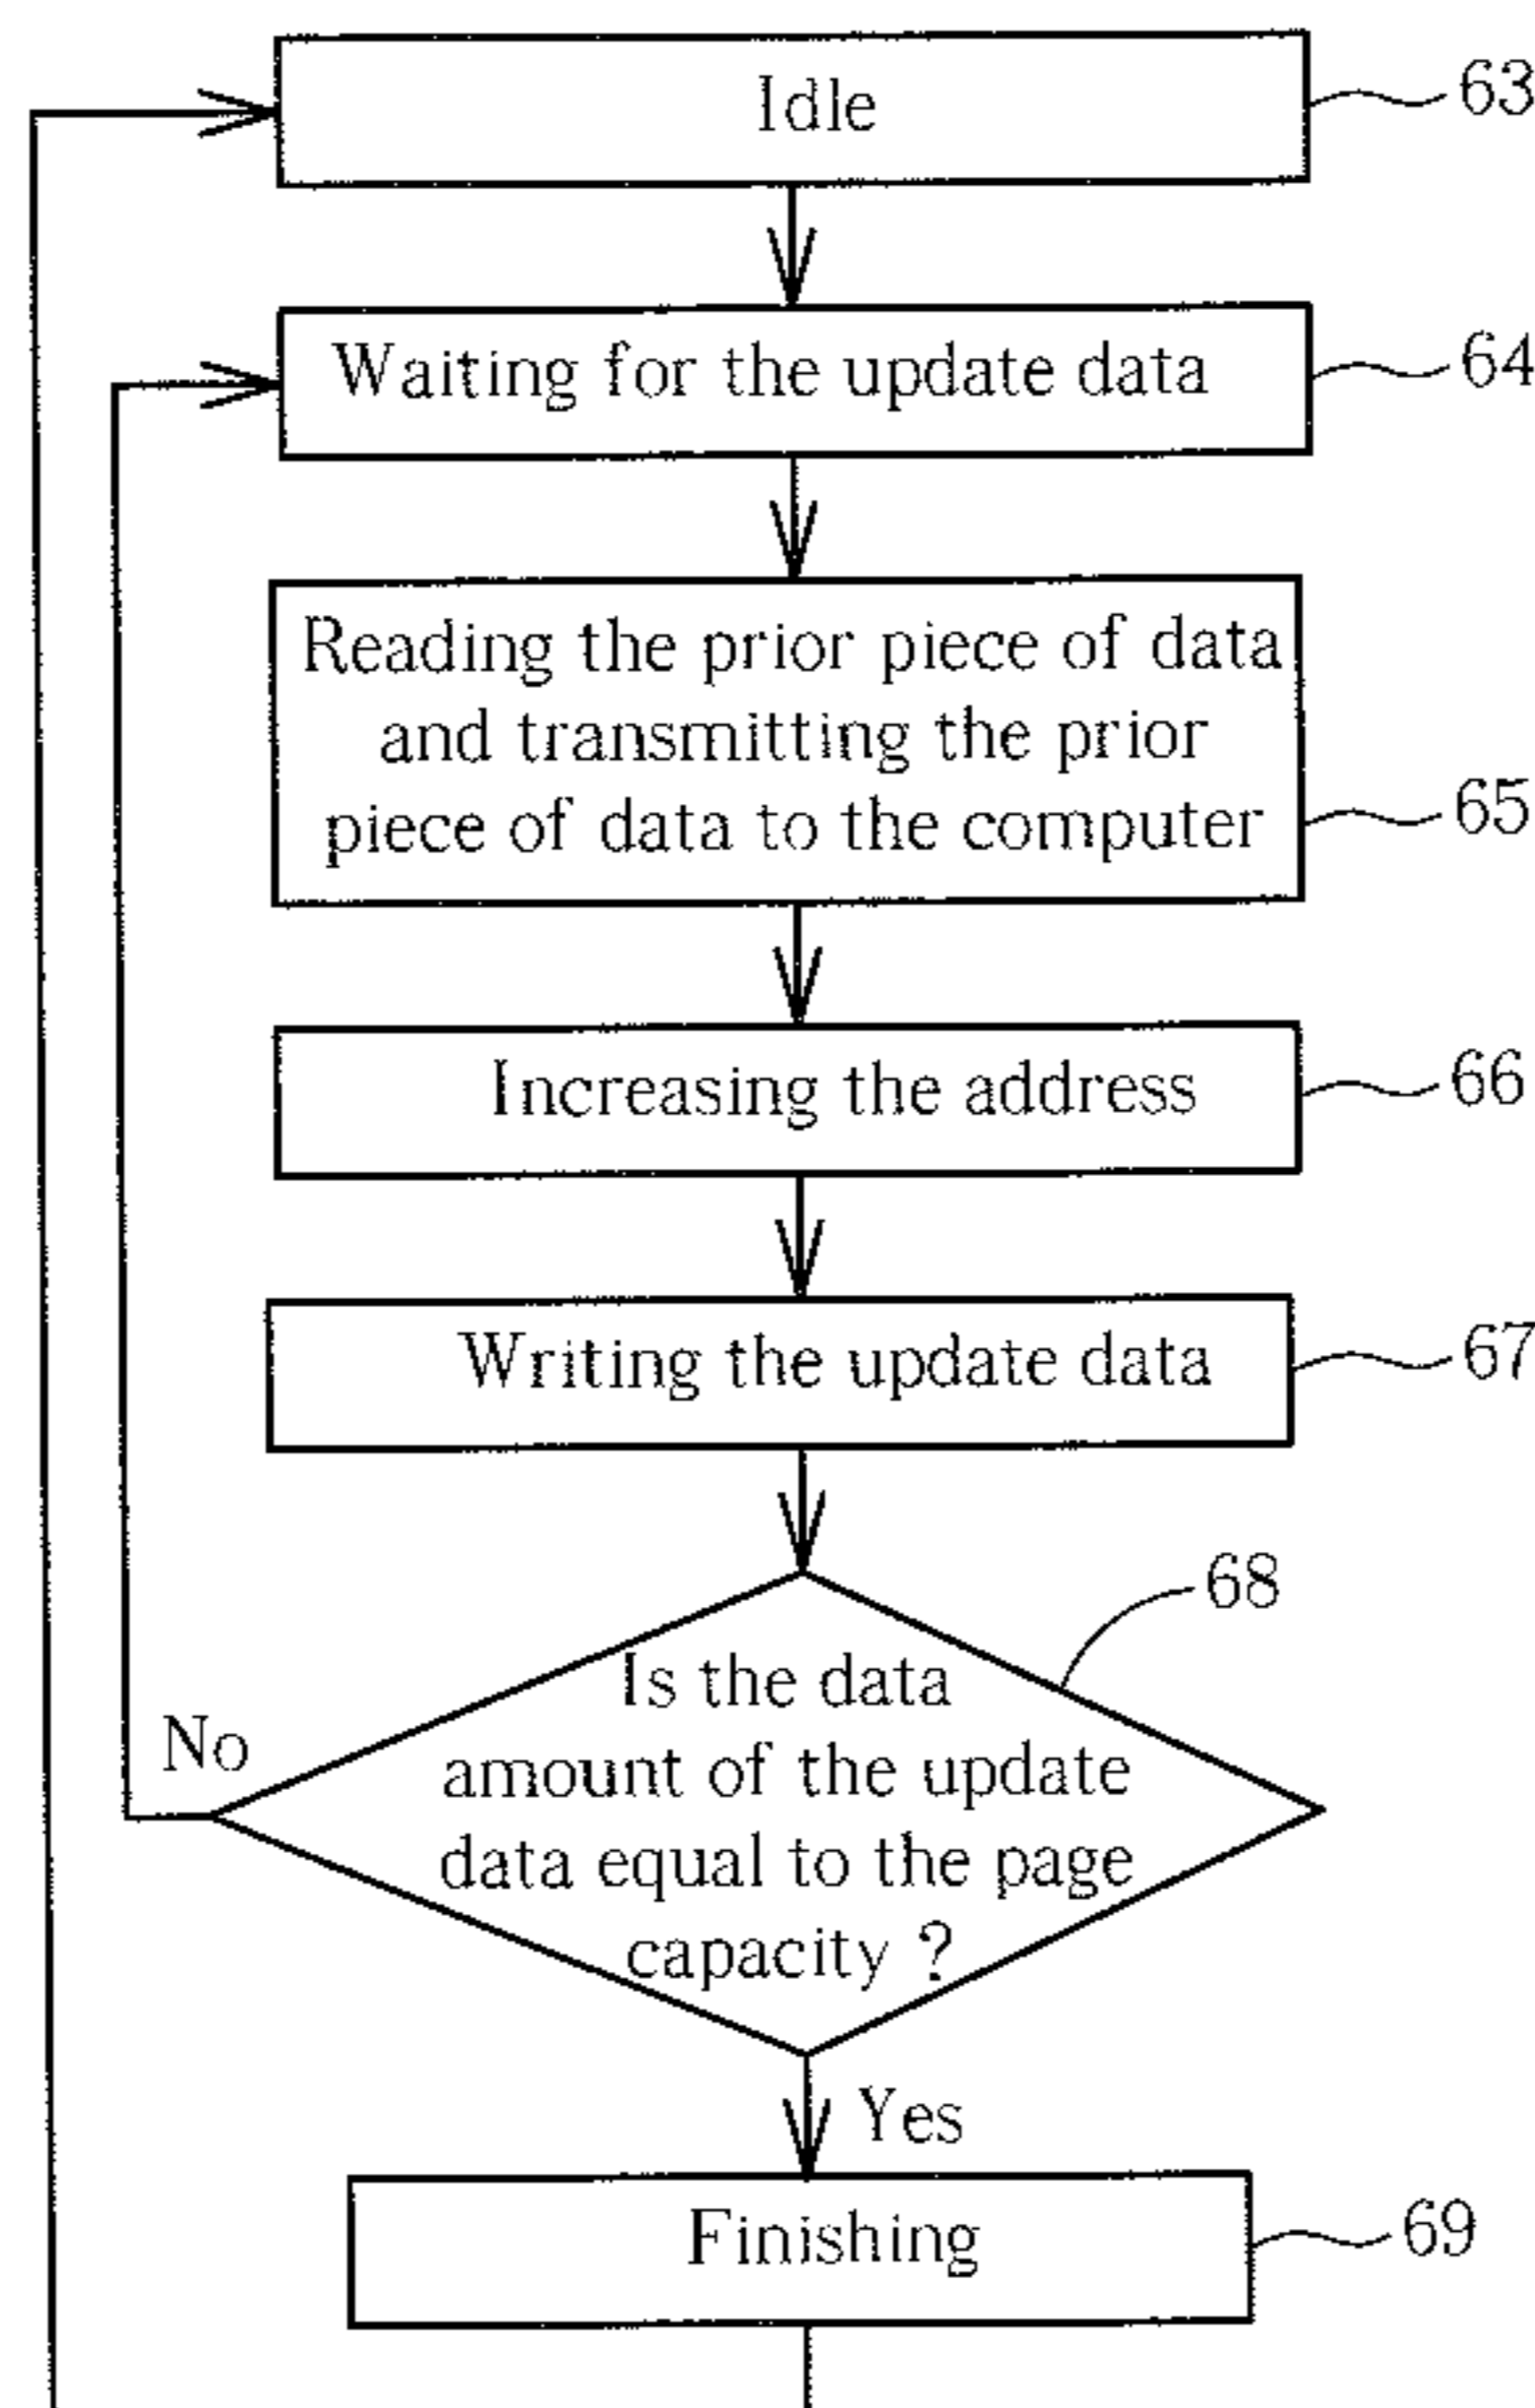 Idle
63
Waiting for the update data
64
Reading the prior piece of data
and transmitting the prior
piece of data to the computer
65
Increasing the address
66
Writing the update data
67
68
Is the data
amount of the update
data equal to the page
capacity ?
No
Yes
Finishing
69